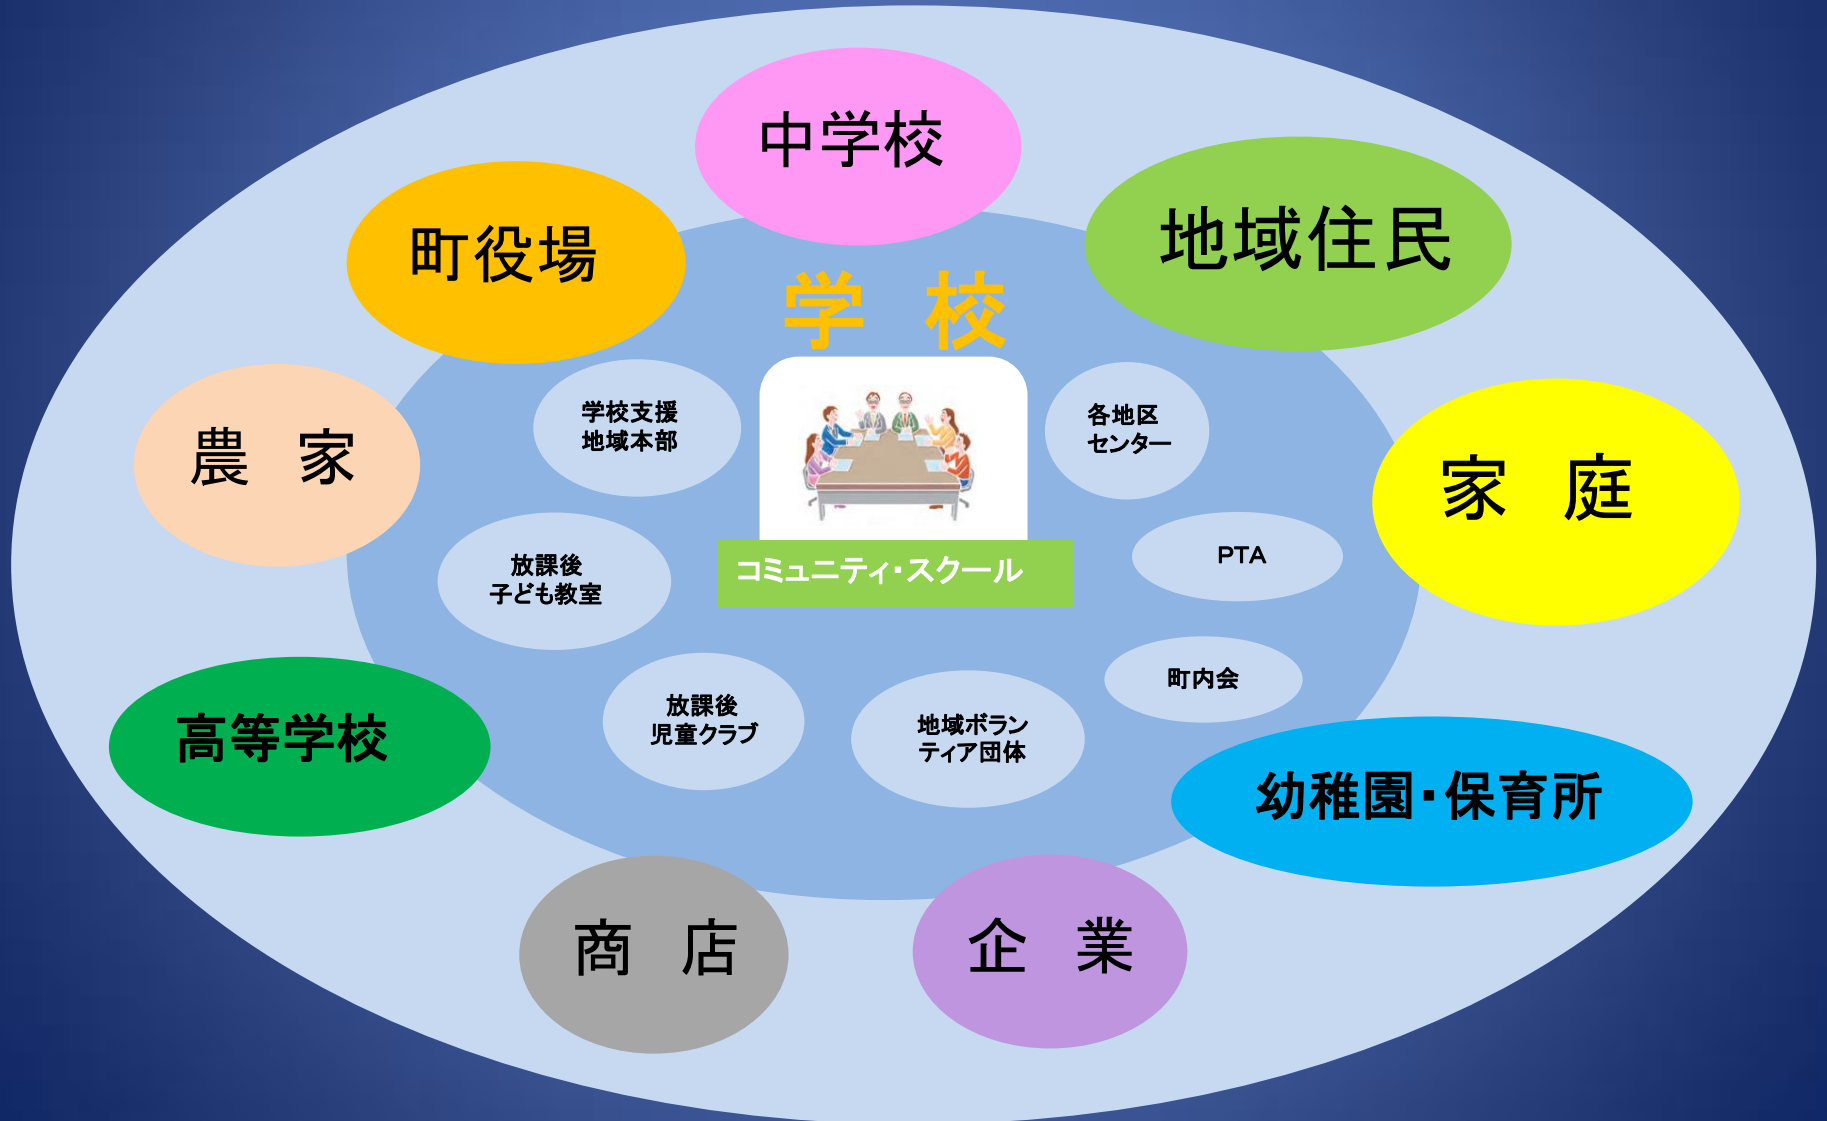 中学校
町役場
地域住民
学　校
農　家
学校支援
地域本部
各地区
センター
家　庭
コミュニティ・スクール
放課後
子ども教室
PTA
町内会
高等学校
放課後
児童クラブ
地域ボラン
ティア団体
幼稚園・保育所
商　店
企　業